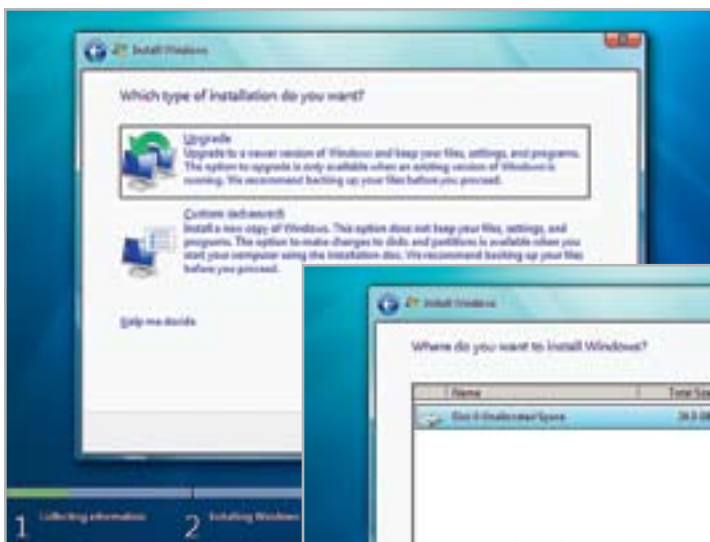 Install Windows
Which type of installation do you want?
Upgrade
Upgrade to a newer version of Windows and keep your files, settings, and programs.
The option to upgrade is only available when an existing version of Windows is
running. We recommend backing up your files before you proceed.
Custom (advanced)
Install a new copy of Windows. This option does not keep your files, settings, and
programs. The option to make changes to disks and partitions is available when you
start your computer using the installation disc. We recommend backing up your files
before you proceed.
Help me decide
1 Collecting information
2 Installing Windows
Install Windows
Where do you want to install Windows?
Name
Total
Disk 0 Unallocated Space